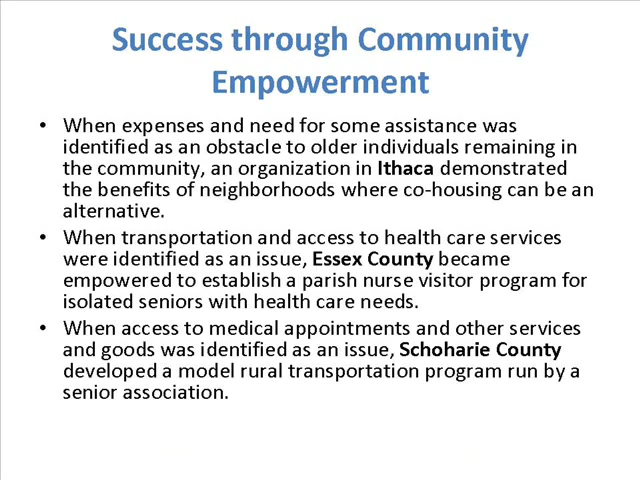 Success through Community
Empowerment
• When expenses and need for some assistance was
identified as an obstacle to older individuals remaining in
the community, an organization in Ithaca demonstrated
the benefits of neighborhoods where co-housing can be an
alternative.
• When transportation and access to health care services
were identified as an issue, Essex County became
empowered to establish a parish nurse visitor program for
isolated seniors with health care needs.
• When access to medical appointments and other services
and goods was identified as an issue, Schoharie County
developed a model rural transportation program run by a
senior association.